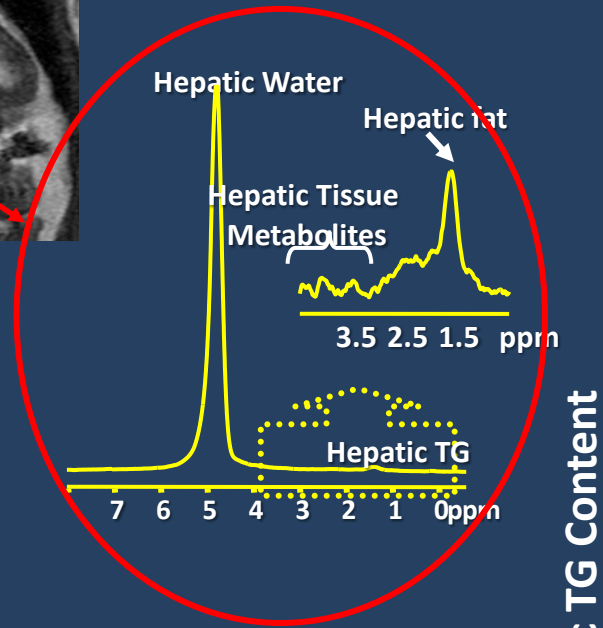 Hepatic Water
Hepatic fat
Hepatic Tissue
Metabolites
3.5 2.5 1.5 ppm
Hepatic TG
7 6 5 4 3 2 1 0ppm
TG Content